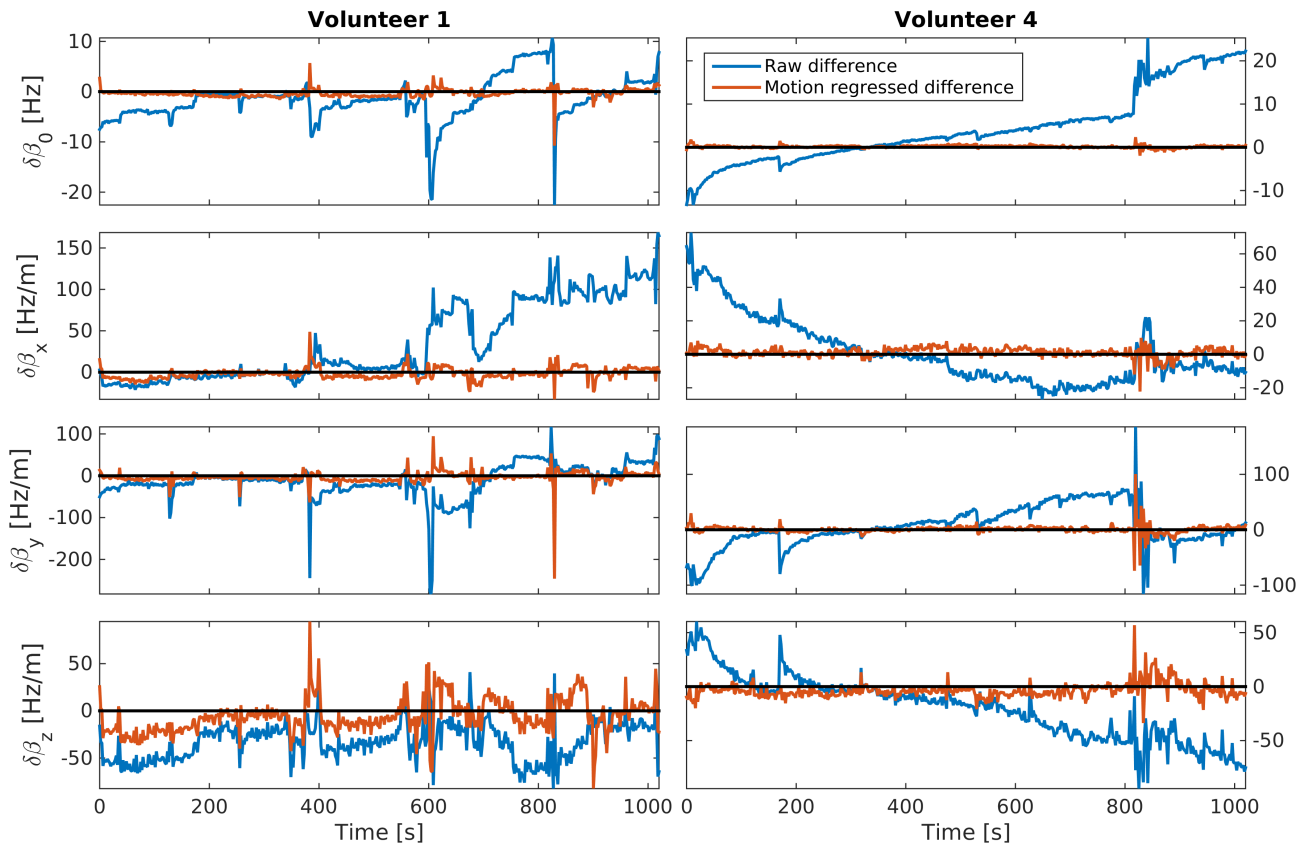 Volunteer 1
Volunteer 4
δβ0 [Hz]
10
0
-10
-20
Raw difference
Motion regressed difference
20
10
0
-10
δβx [Hz/m]
150
100
50
0
60
40
20
0
-20
δβy [Hz/m]
100
0
-100
-200
100
0
-100
δβz [Hz/m]
50
0
-50
50
0
-50
0 200 400 600 800 1000
0 200 400 600 800 1000
Time [s]
Time [s]